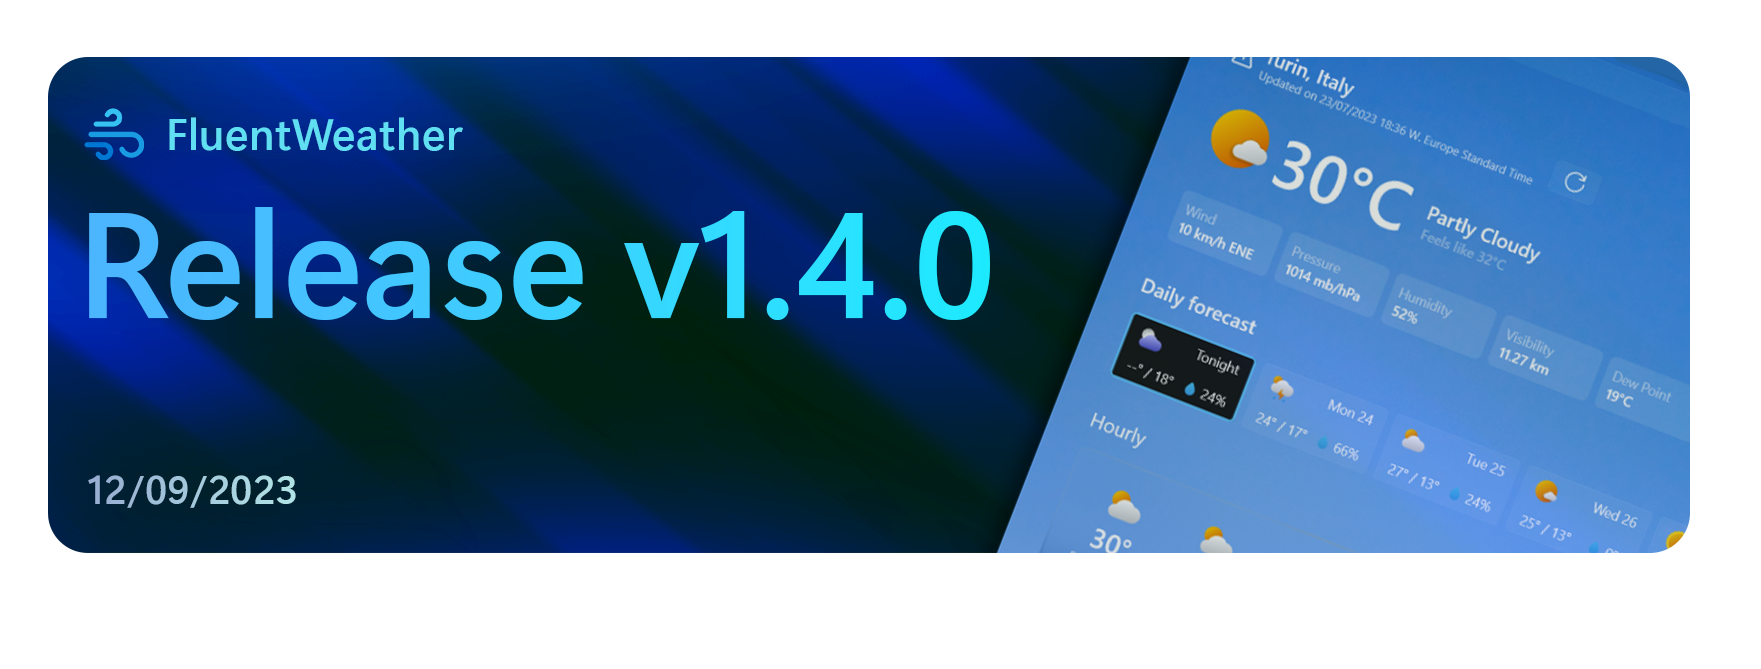 FluentWeather
Release v1.4.0
12/09/2023
Turin, Italy
Updated on 23/07/2023 18:36 W. Europe Standard Time
30°C
Partly Cloudy
Feels like 32°C
Wind
10 km/h ENE
Pressure
1014 mb/hPa
Humidity
52%
Visibility
11.27 km
Dew Point
19°C
Daily forecast
Tonight
--°/ 18° 24%
Mon 24
24°/ 17° 66%
Tue 25
27°/ 13° 24%
Wed 26
25°/ 13°
Hourly
30°